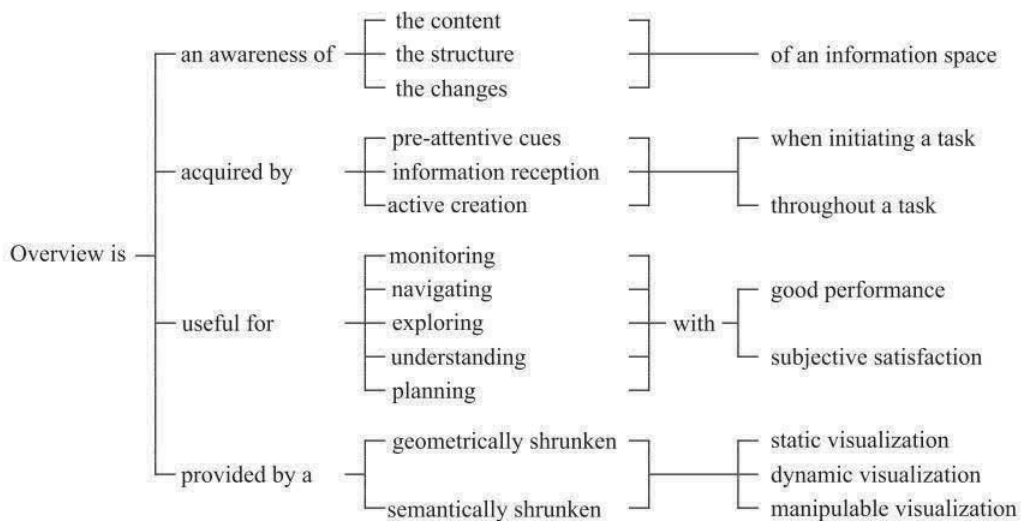 the content
an awareness of the structure of an information space
the changes
pre-attentive cues when initiating a task
acquired by information reception
active creation throughout a task
Overview is
monitoring
navigating good performance
useful for exploring with
understanding subjective satisfaction
planning
geometrically shrunken static visualization
provided by a dynamic visualization
semantically shrunken manipulable visualization